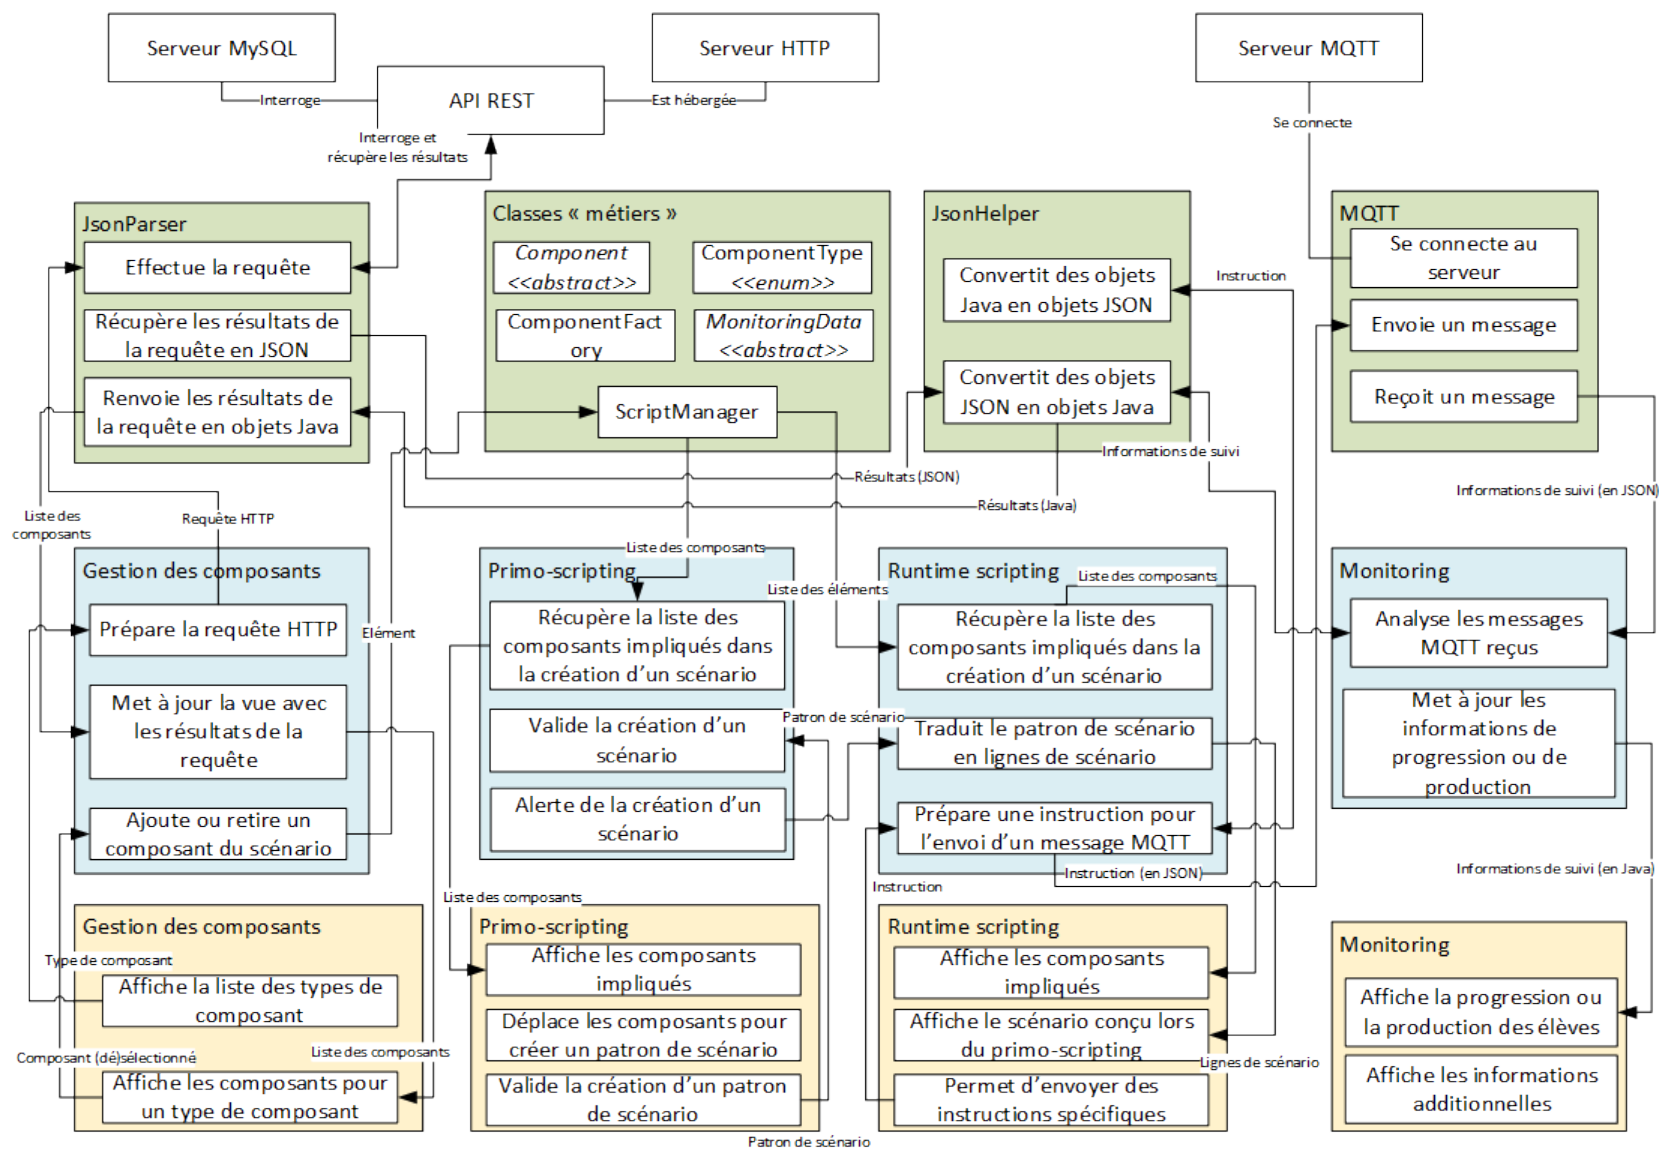 Serveur MySQL
Serveur HTTP
Serveur MQTT
API REST
Interroge
Est hébergée
Se connecte
Interroge et
récupère les résultats
JsonParser
Effectue la requête
Récupère les résultats de
la requête en JSON
Renvoie les résultats de
la requête en objets Java
Classes « métiers »
Component
<<abstract>>
ComponentType
<<enum>>
ComponentFact
ory
MonitoringData
<<abstract>>
ScriptManager
JsonHelper
Convertit des objets
Java en objets JSON
Convertit des objets
JSON en objets Java
Instruction
MQTT
Se connecte au
serveur
Envoie un message
Reçoit un message
Informations de suivi
Résultats (JSON)
Résultats (Java)
Informations de suivi (en JSON)
Liste des
composants
Requête HTTP
Liste des composants
Liste des éléments
Liste des composants
Gestion des composants
Prépare la requête HTTP
Elément
Met à jour la vue avec
les résultats de la
requête
Ajoute ou retire un
composant du scénario
Primo-scripting
Récupère la liste des
composants impliqués dans
la création d’un scénario
Valide la création d’un
scénario
Patron de scénario
Alerte de la création d’un
scénario
Runtime scripting
Récupère la liste des
composants impliqués dans la
création d’un scénario
Traduit le patron de scénario
en lignes de scénario
Prépare une instruction pour
l’envoi d’un message MQTT
Monitoring
Analyse les messages
MQTT reçus
Met à jour les
informations de
progression ou de
production
Instruction
Instruction (en JSON)
Informations de suivi (en Java)
Liste des composants
Gestion des composants
Type de composant
Affiche la liste des types de
composant
Composant (dé)sélectionné
Liste des composants
Affiche les composants pour
un type de composant
Primo-scripting
Affiche les composants
impliqués
Déplace les composants pour
créer un patron de scénario
Valide la création d’un patron
de scénario
Patron de scénario
Runtime scripting
Affiche les composants
impliqués
Affiche le scénario conçu lors
du primo-scripting
Lignes de scénario
Permet d’envoyer des
instructions spécifiques
Monitoring
Affiche la progression ou
la production des élèves
Affiche les informations
additionnelles